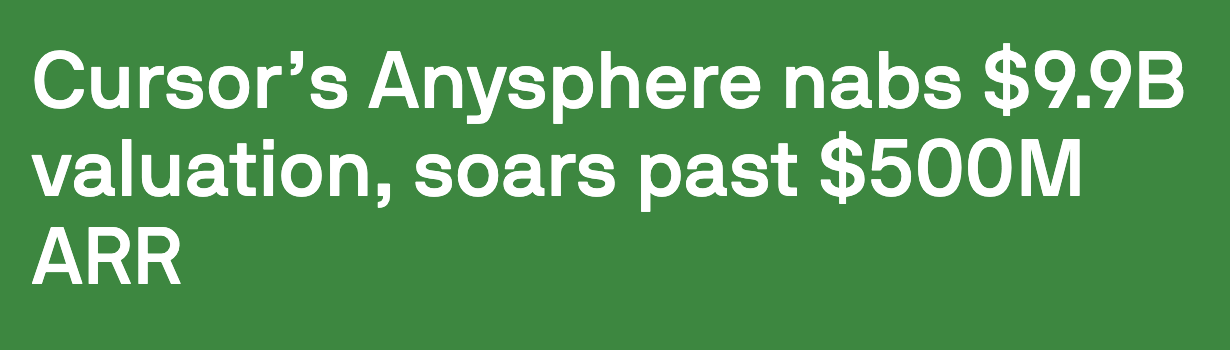 Cursor’s Anysphere nabs $9.9B
valuation, soars past $500M
ARR